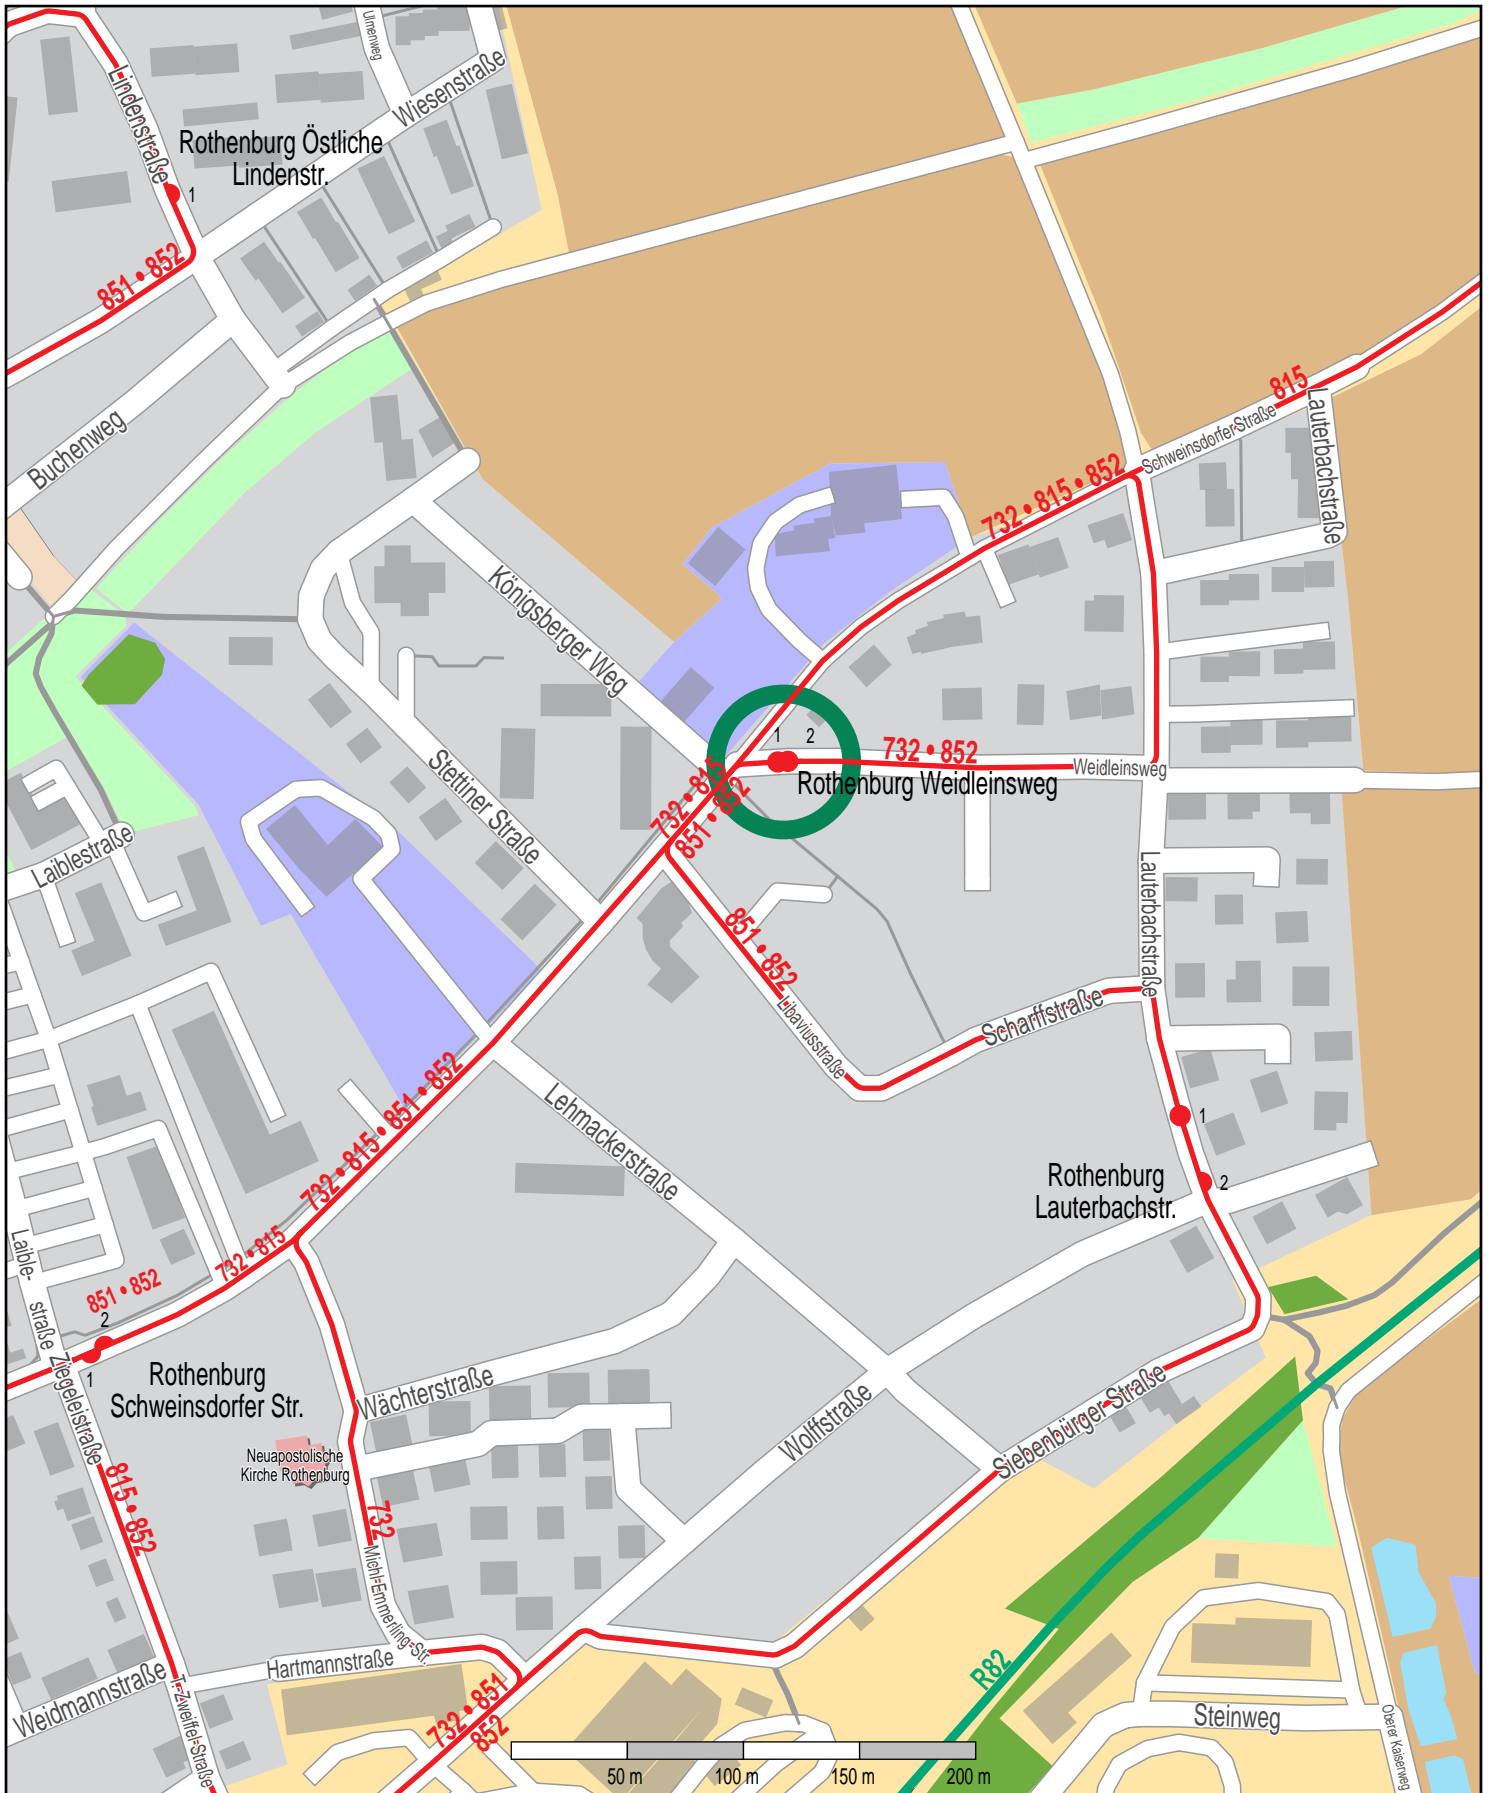 Ulmenweg
Wiesenstraße
Lindenstraße
Rothenburg Östliche
Lindenstr.
1
851 • 852
Buchenweg
815
Schweinsdorfer Straße
Lauterbachstraße
732 • 815 • 852
Königsberger Weg
Stettiner Straße
1
2
732 • 852
Weidleinsweg
Rothenburg Weidleinsweg
732 • 815
851 • 852
Laiblestraße
Lauterbachstraße
851 • 852
Libaviusstraße
Scharffstraße
732 • 815 • 851 • 852
Lehmackerstraße
1
Rothenburg
Lauterbachstr.
2
Laible-
straße
732 • 815
851 • 852
2
1
Rothenburg
Schweinsdorfer Str.
Ziegeleistraße
Wächterstraße
Wolffstraße
Siebenbürger Straße
Neuapostolische
Kirche Rothenburg
815 • 852
732
Michl-Emmerling-Str.
Hartmannstraße
Weidmannstraße
T.-Zweiffel-Straße
732 • 851
852
R82
Steinweg
Oberer Kaiserweg
50 m
100 m
150 m
200 m